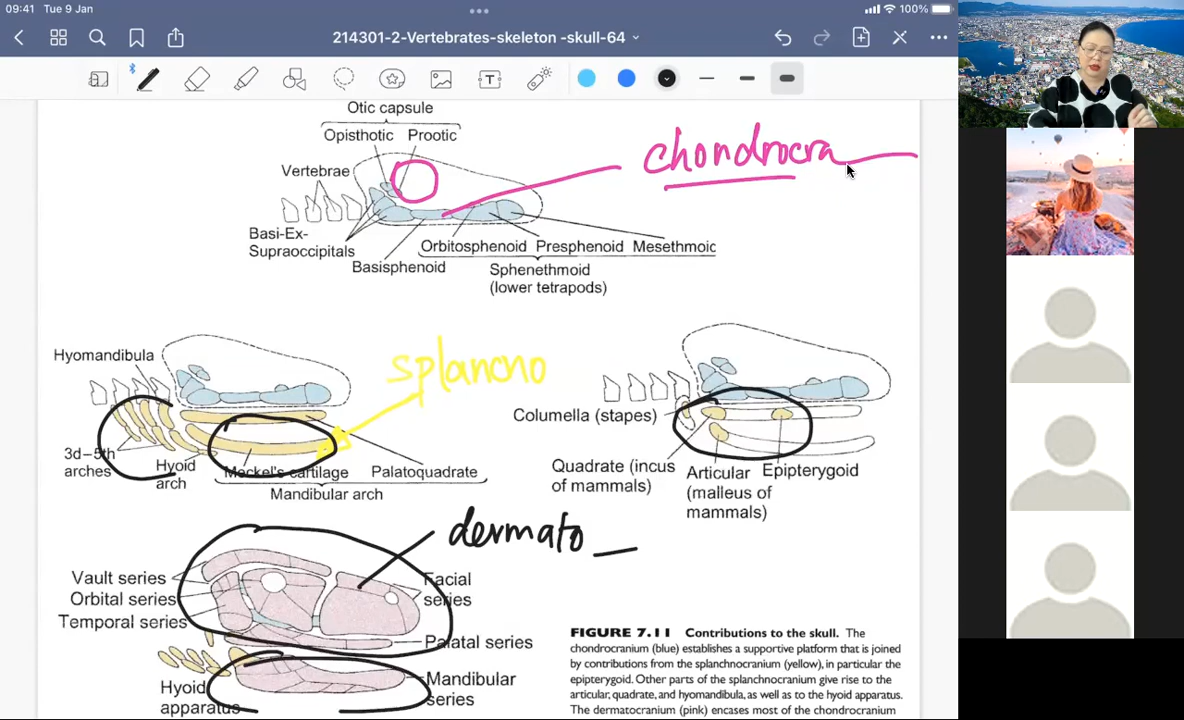 09:41 Tue 9 Jan
100%
214301-2-Vertebrates-skeleton -skull-64
Otic capsule
Opisthotic Prootic
Vertebrae
chondrocra
Basi-Ex-
Supraoccipitals
Orbitosphenoid Presphenoid Mesethmoic
Basisphenoid
Sphenethmoid
(lower tetrapods)
Hyomandibula
splancno
Columella (stapes)
3d–5th
arches
Hyoid
arch
Meckel's cartilage
Palatoquadrate
Mandibular arch
Quadrate (incus
of mammals)
Articular
(malleus of
mammals)
Epipterygoid
dermato
Vault series
Orbital series
Temporal series
Facial
series
Palatal series
Mandibular
series
Hyoid
apparatus
FIGURE 7.11 Contributions to the skull. The
chondrocranium (blue) establishes a supportive platform that is joined
by contributions from the splanchnocranium (yellow), in particular the
epipterygoid. Other parts of the splanchnocranium give rise to the
articular, quadrate, and hyomandibula, as well as to the hyoid apparatus.
The dermatocranium (pink) encases most of the chondrocranium